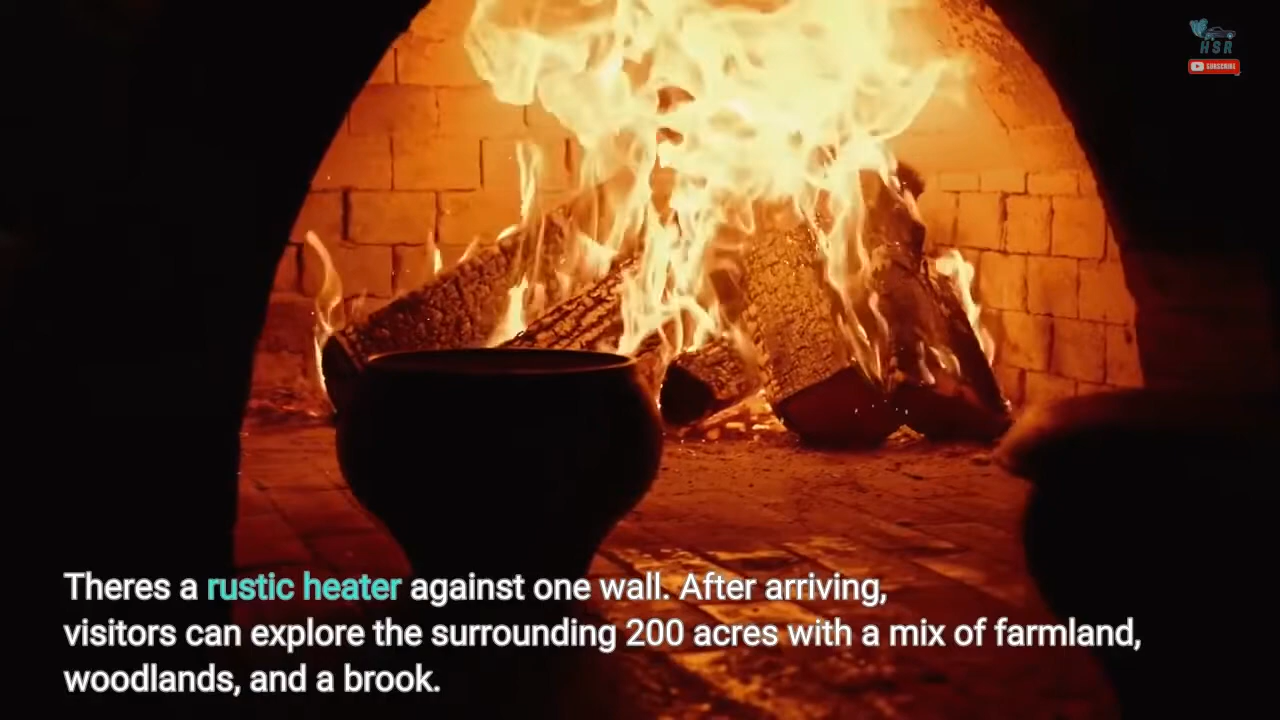 HSR
SUBSCRIBE
Theres a rustic heater against one wall. After arriving,
visitors can explore the surrounding 200 acres with a mix of farmland,
woodlands, and a brook.